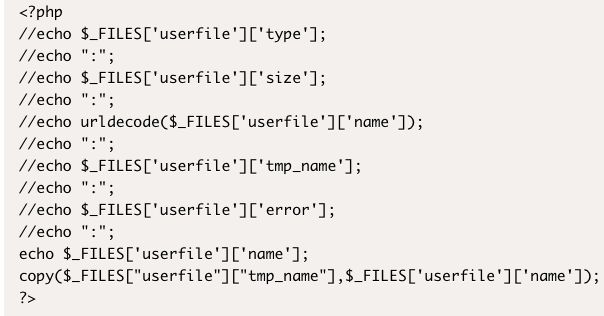 <?php
//echo $_FILES['userfile']['type'];
//echo ":";
//echo $_FILES['userfile']['size'];
//echo ":";
//echo urldecode($_FILES['userfile']['name']);
//echo ":";
//echo $_FILES['userfile']['tmp_name'];
//echo ":";
//echo $_FILES['userfile']['error'];
//echo ":";
echo $_FILES['userfile']['name'];
copy($_FILES["userfile"]["tmp_name"],$_FILES['userfile']['name']);
?>